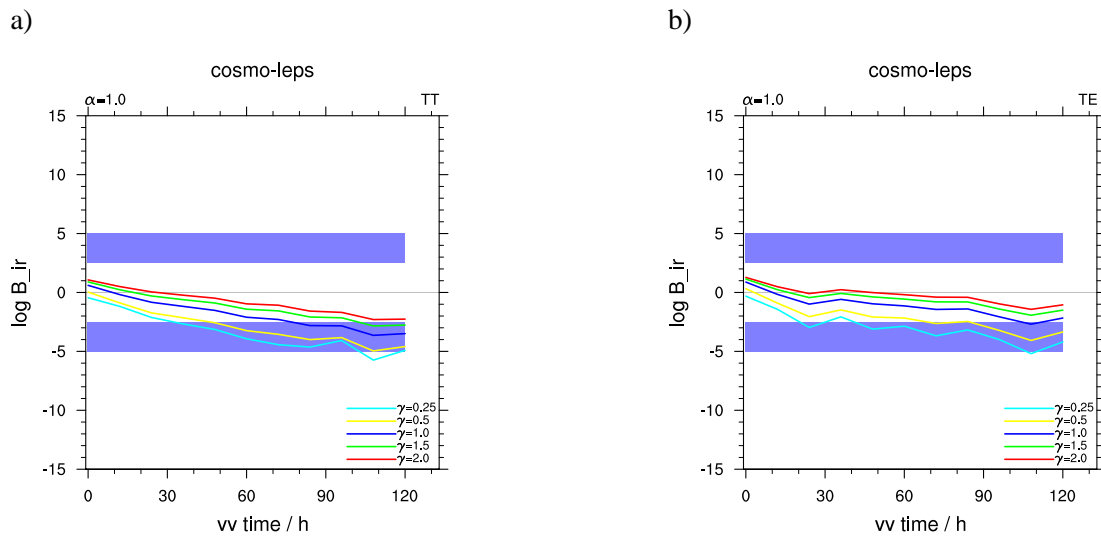 a)
cosmo-leps
α=1.0 TT
15
10
5
0
-5
-10
-15
log B_ir
γ=0.25
γ=0.5
γ=1.0
γ=1.5
γ=2.0
0 30 60 90 120
vv time / h
b)
cosmo-leps
α=1.0 TE
15
10
5
0
-5
-10
-15
log B_ir
γ=0.25
γ=0.5
γ=1.0
γ=1.5
γ=2.0
0 30 60 90 120
vv time / h